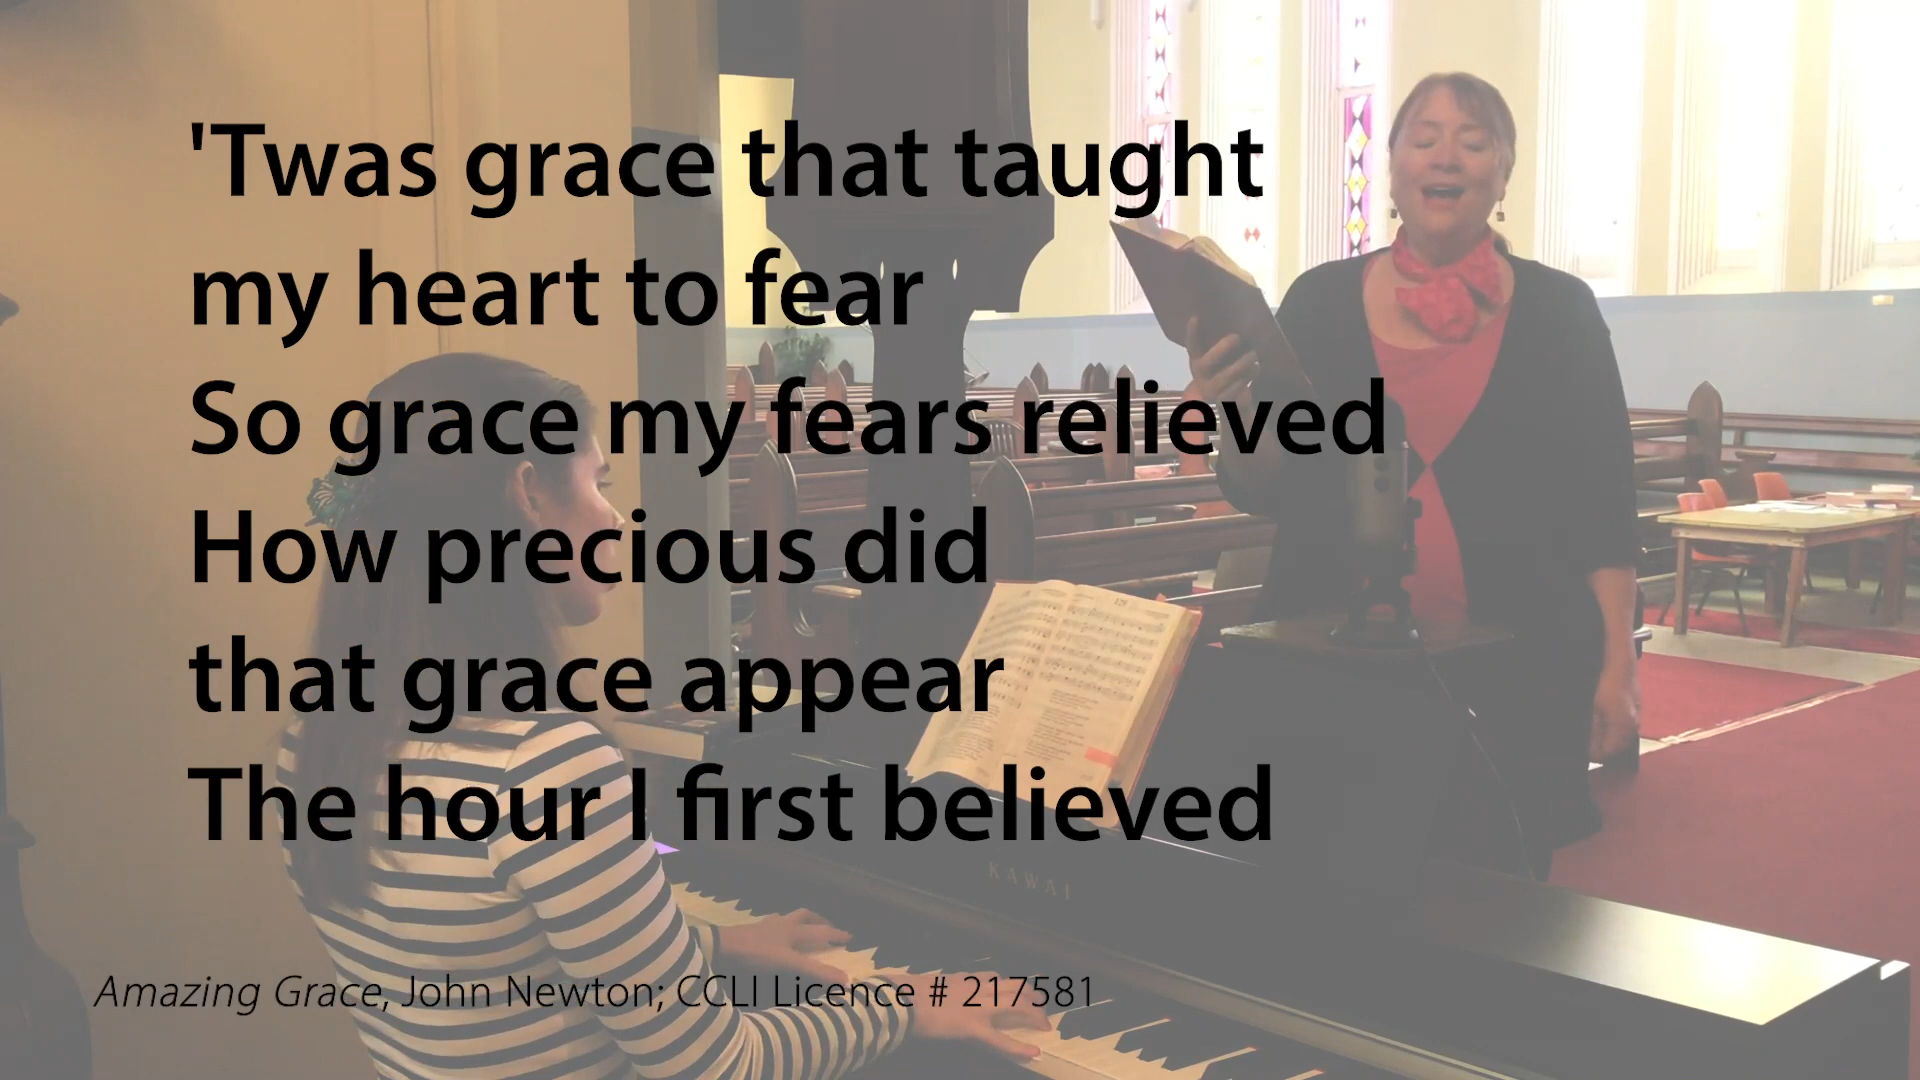 'Twas grace that taught
my heart to fear
So grace my fears relieved
How precious did
that grace appear
The hour I first believed
KAWAI
Amazing Grace, John Newton; CCLI Licence # 217581